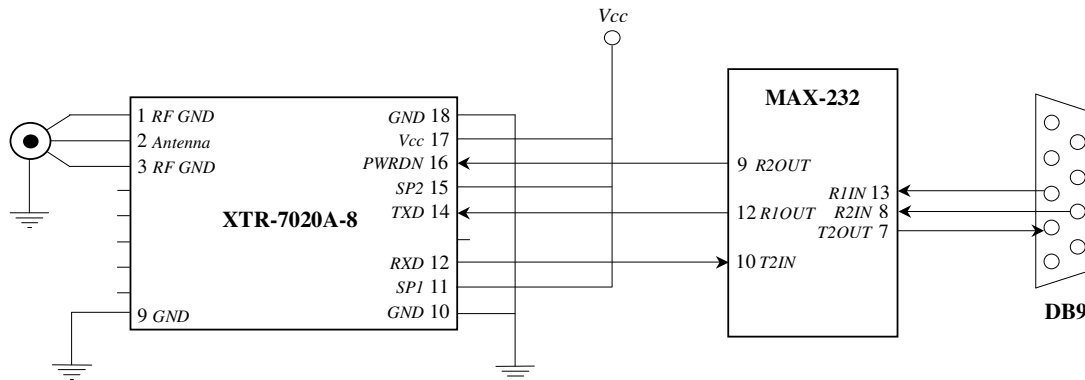 Vcc
MAX-232
1 RF GND
2 Antenna
3 RF GND
GND 18
Vcc 17
PWRDN 16
SP2 15
TXD 14
XTR-7020A-8
RXD 12
SP1 11
GND 10
9 GND
9 R2OUT
12 R1OUT
10 T2IN
R1IN 13
R2IN 8
T2OUT 7
DB9